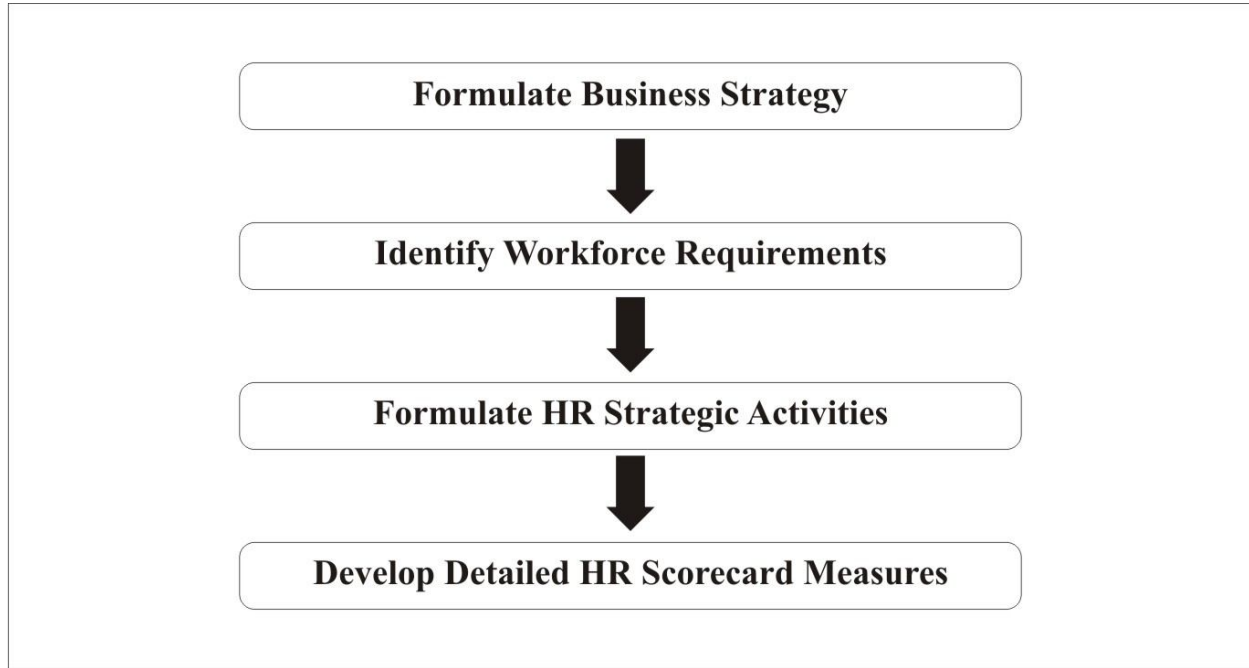 Formulate Business Strategy
Identify Workforce Requirements
Formulate HR Strategic Activities
Develop Detailed HR Scorecard Measures